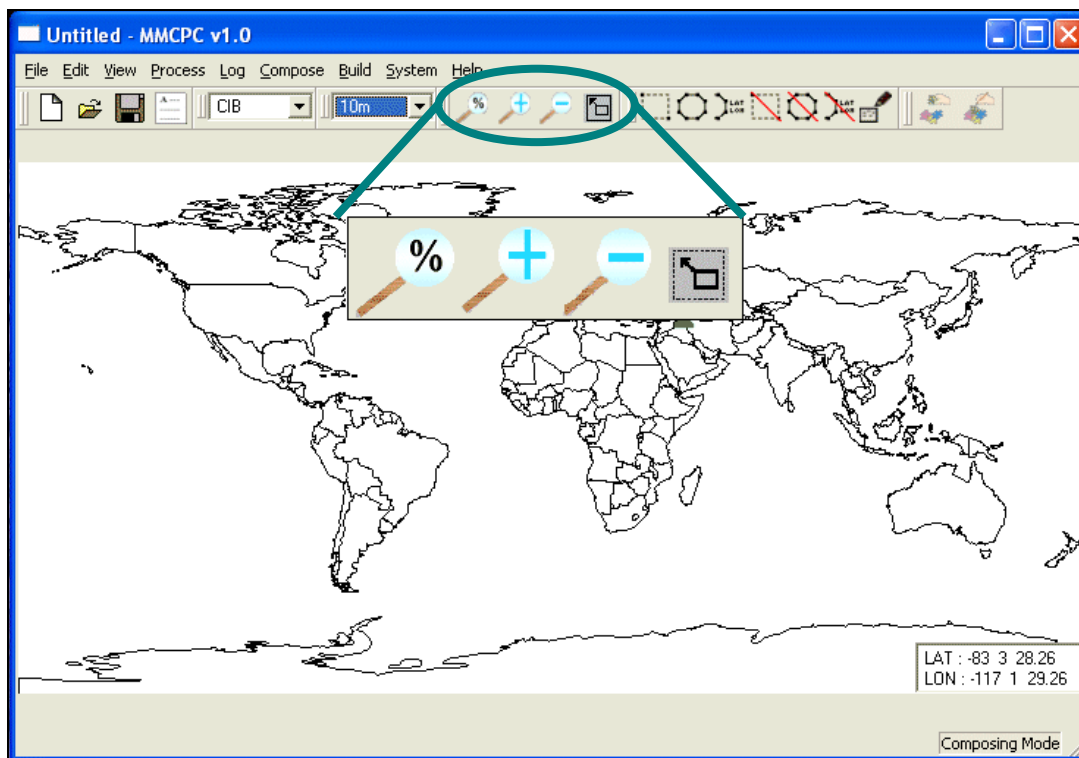 Untitled - MMCPC v1.0
File Edit View Process Log Compose Build System Help
CIB 10m % LAT LON LAT LON
%
LAT : -83 3 28.26
LON : -117 1 29.26
Composing Mode